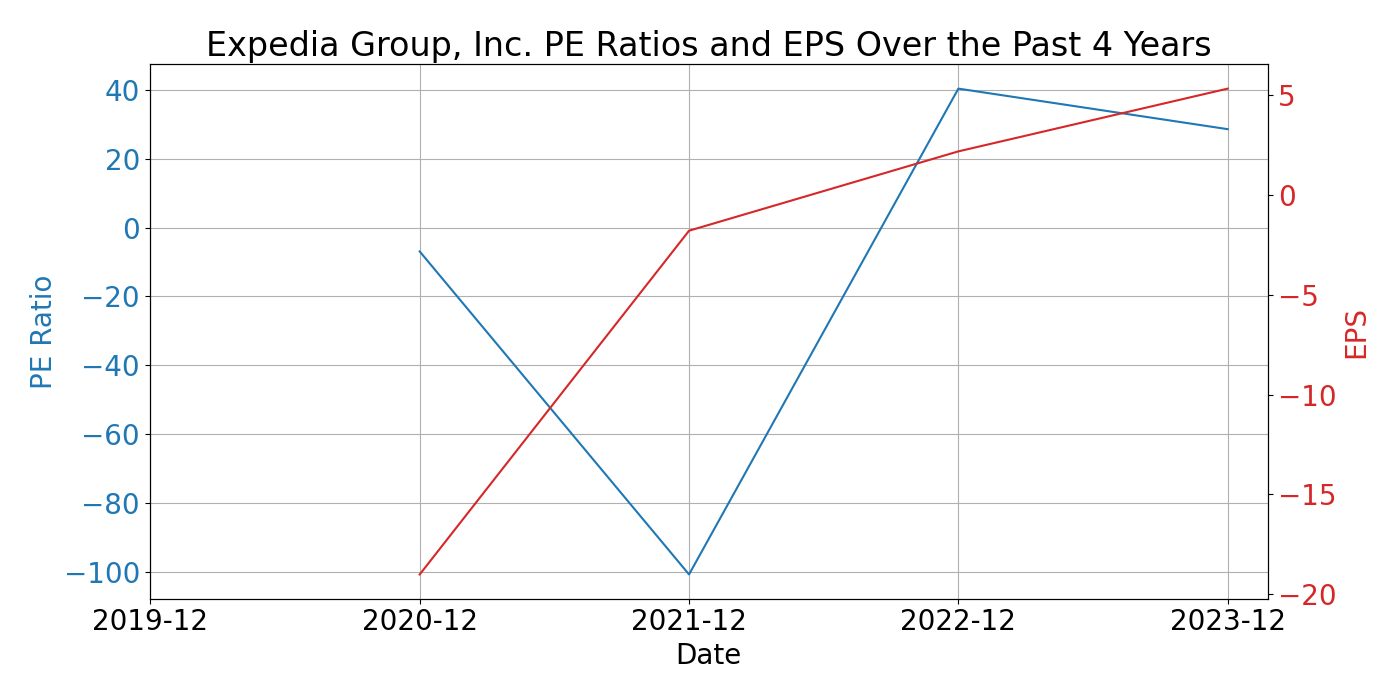 Expedia Group, Inc. PE Ratios and EPS Over the Past 4 Years
PE Ratio
40
20
0
−20
−40
−60
−80
−100
5
0
−5
−10
−15
−20
EPS
2019-12 2020-12 2021-12 2022-12 2023-12
Date